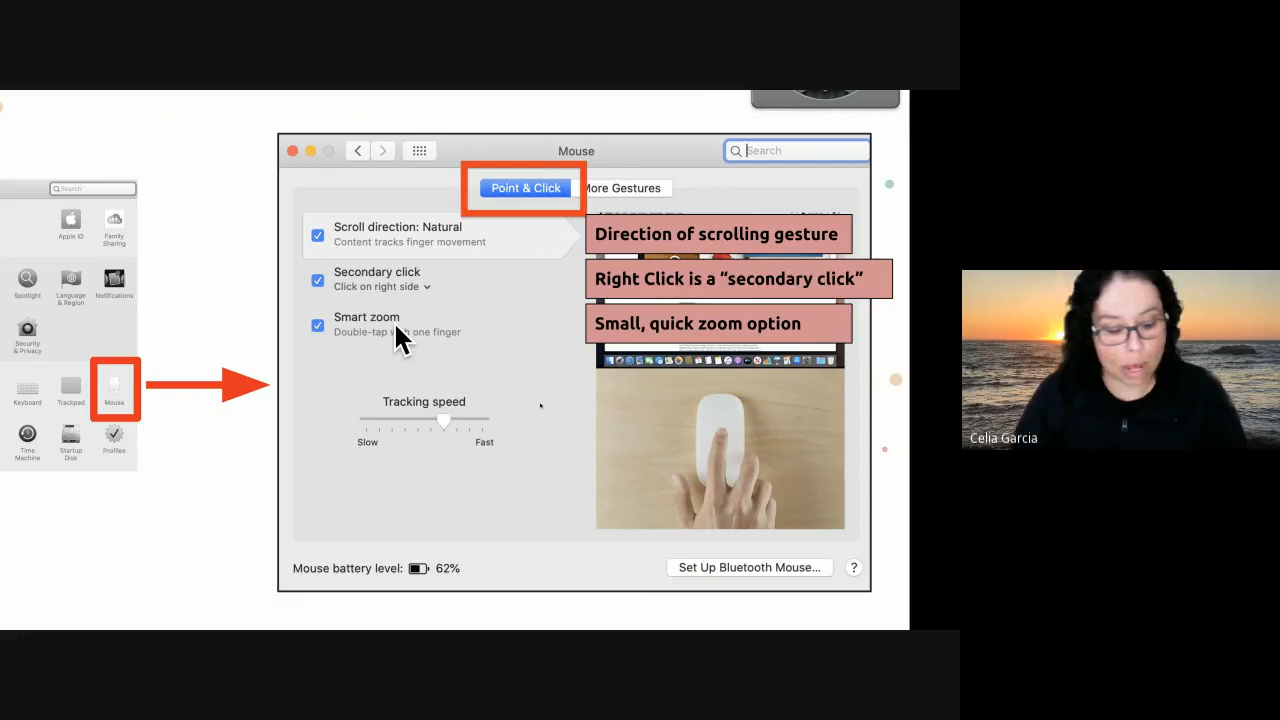 Search
Apple ID
Family
Sharing
Spotlight
Language
& Region
Notifications
Security
& Privacy
Keyboard
Trackpad
Mouse
Time
Machine
Startup
Disk
Profiles
Mouse
Search
Point & Click
More Gestures
Scroll direction: Natural
Content tracks finger movement
Direction of scrolling gesture
Secondary click
Click on right side
Right Click is a “secondary click”
Smart zoom
Double-tap with one finger
Small, quick zoom option
Tracking speed
Slow
Fast
Mouse battery level:
62%
Set Up Bluetooth Mouse...
?
Celia Garcia